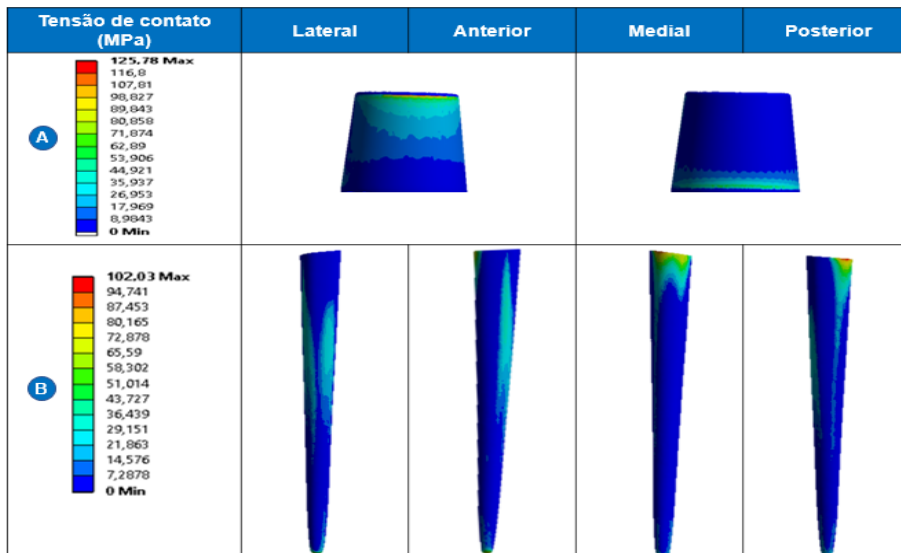 Tensão de contato
(MPa)
Lateral
Anterior
Medial
Posterior
A
125,78 Max
116,8
107,81
98,827
89,843
80,858
71,874
62,89
53,906
44,921
35,937
26,953
17,969
8,9843
0 Min
B
102,03 Max
94,741
87,453
80,165
72,878
65,59
58,302
51,014
43,727
36,439
29,151
21,863
14,576
7,2878
0 Min